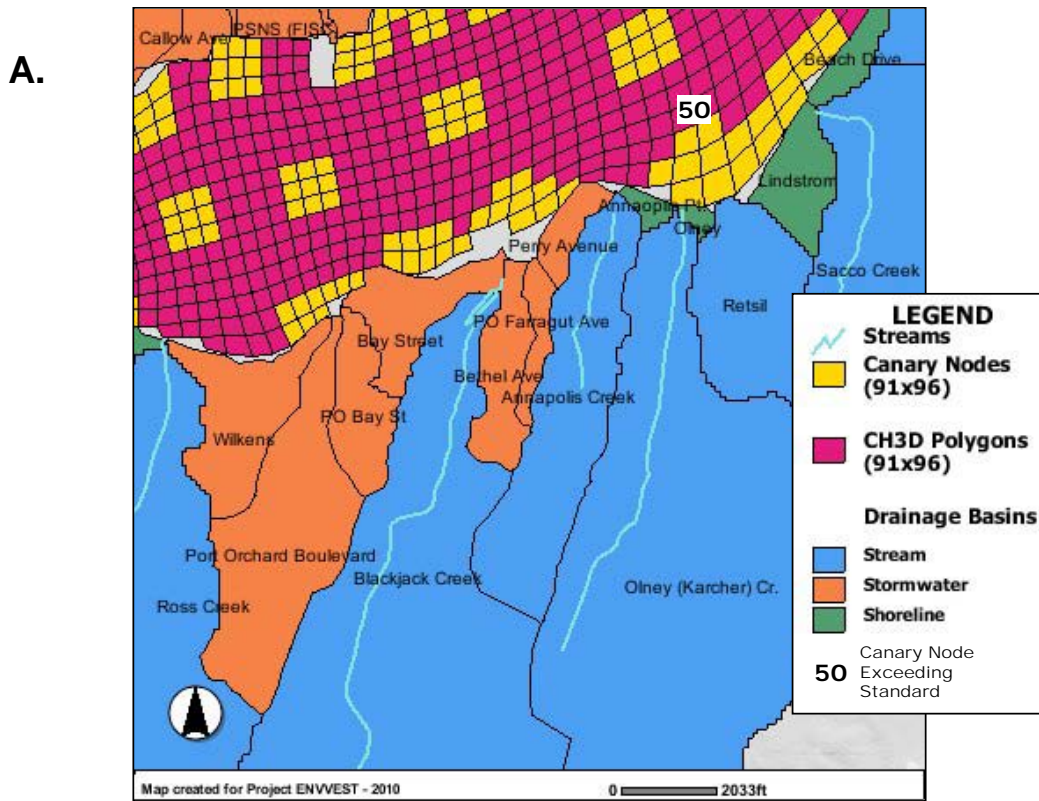 A.
Callow Ave
PSNS (FISC)
Beach Drive
50
Lindstrom
Annaoplis Pt.
Olney
Perry Avenue
Sacco Creek
Retsil
PO Farragut Ave
Bay Street
Bethel Ave
Annapolis Creek
PO Bay St
Wilkens
Port Orchard Boulevard
Blackjack Creek
Olney (Karcher) Cr.
Ross Creek
LEGEND
Streams
Canary Nodes
(91x96)
CH3D Polygons
(91x96)
Drainage Basins
Stream
Stormwater
Shoreline
50 Canary Node
Exceeding
Standard
Map created for Project ENVVEST - 2010
0 2033ft